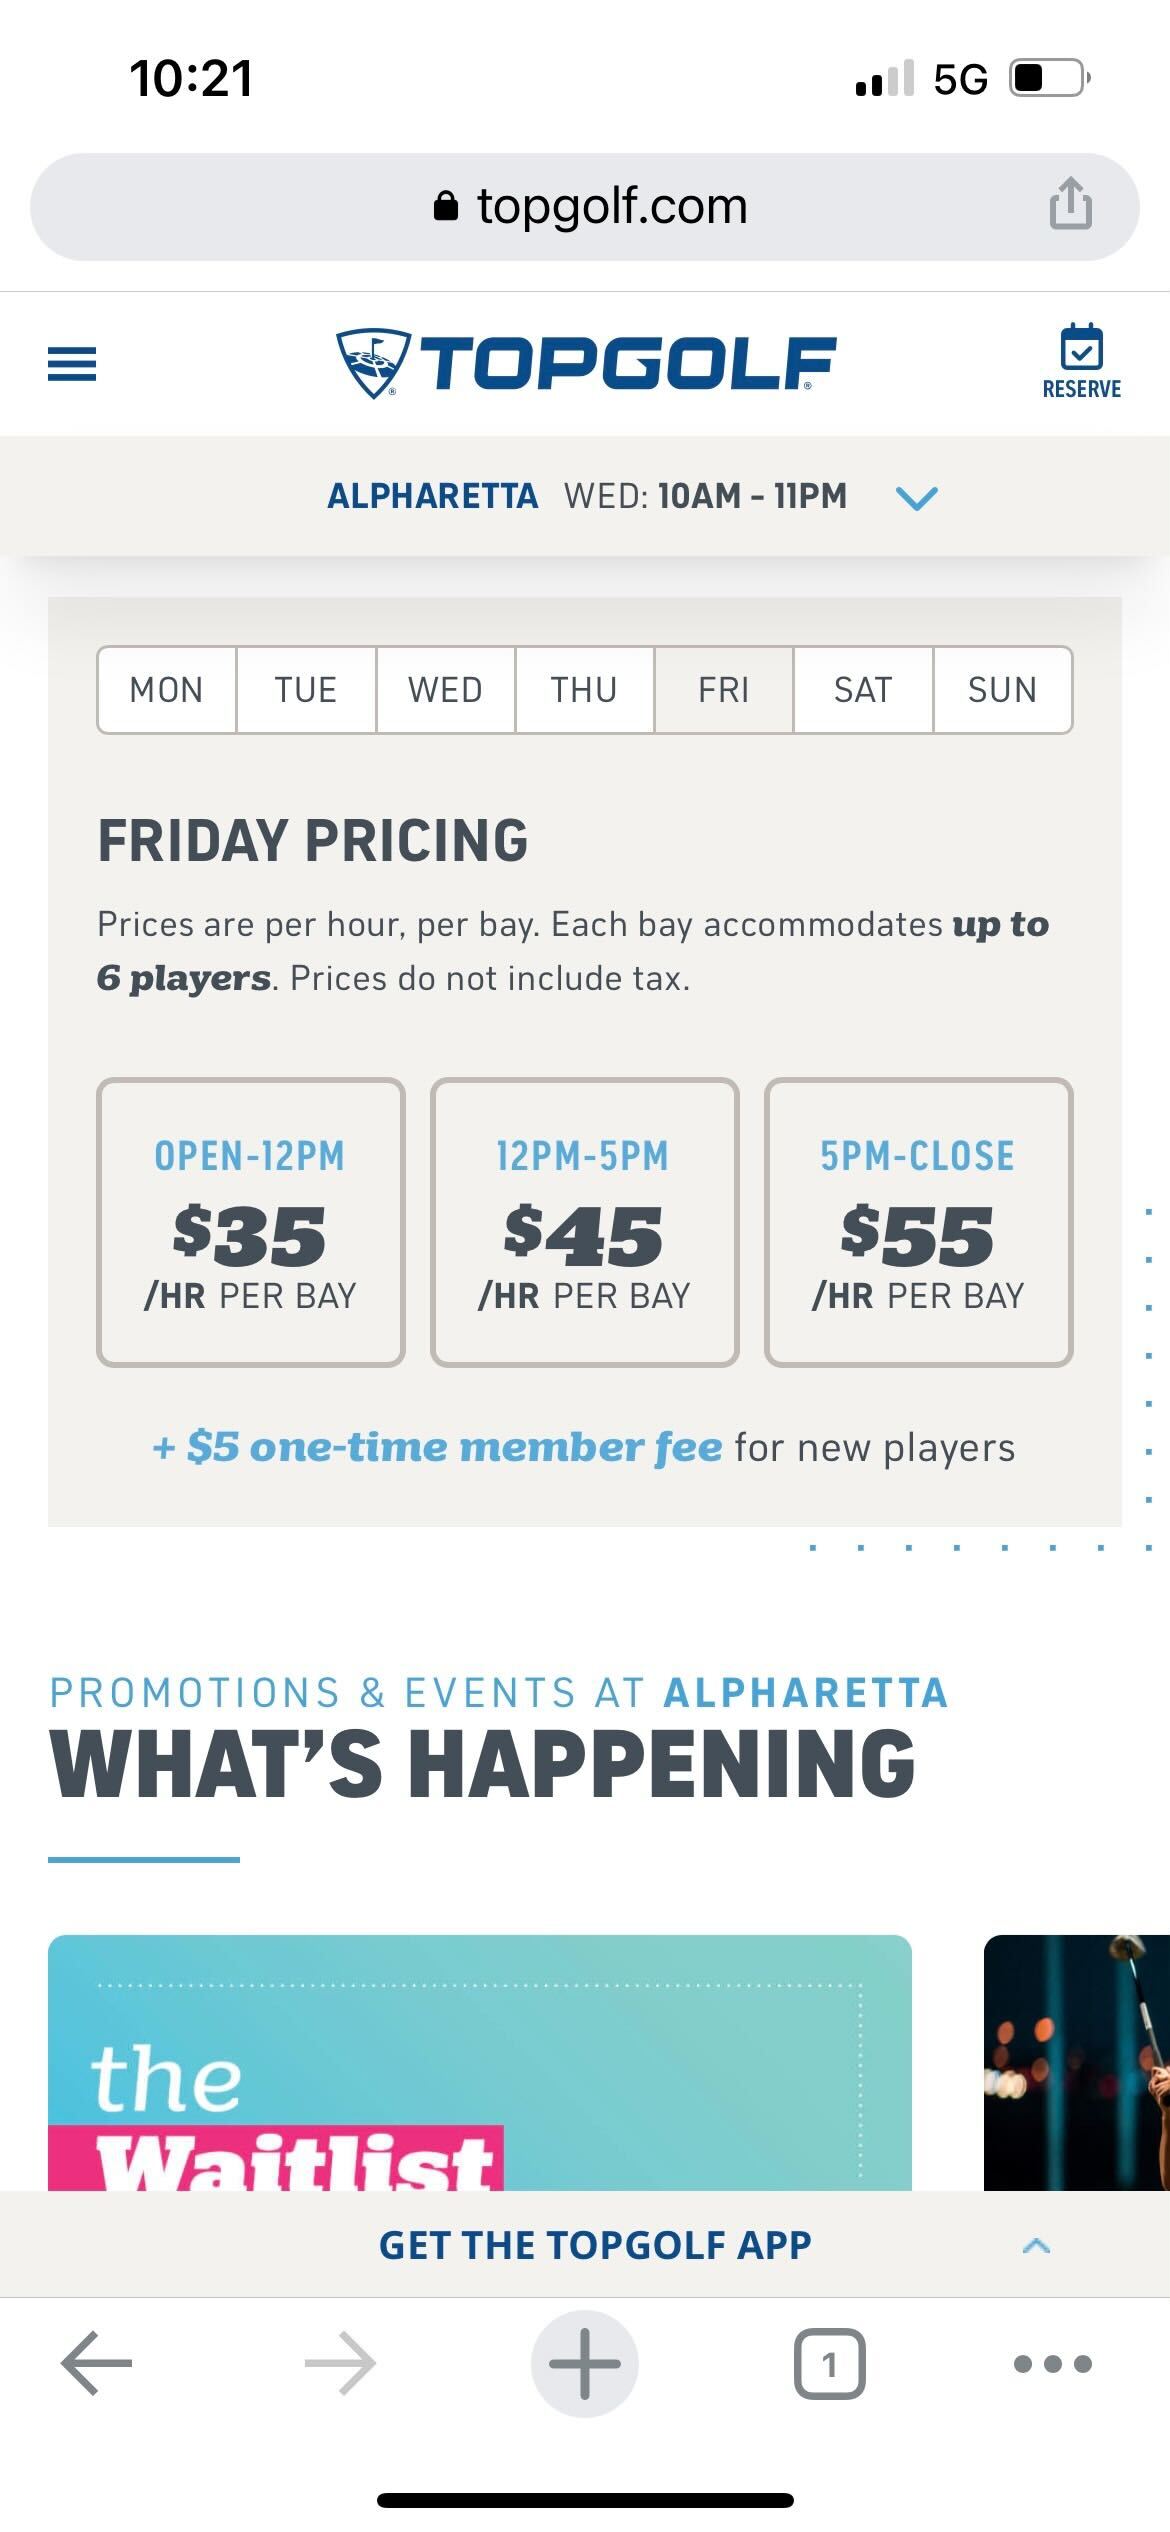 10:21 5G
topgolf.com
TOPGOLF
RESERVE
ALPHARETTA WED: 10AM - 11PM
MON TUE WED THU FRI SAT SUN
FRIDAY PRICING
Prices are per hour, per bay. Each bay accommodates up to
6 players. Prices do not include tax.
OPEN-12PM 12PM-5PM 5PM-CLOSE
$35 $45 $55
/HR PER BAY /HR PER BAY /HR PER BAY
+ $5 one-time member fee for new players
PROMOTIONS & EVENTS AT ALPHARETTA
WHAT'S HAPPENING
the
Waitlist
GET THE TOPGOLF APP
1